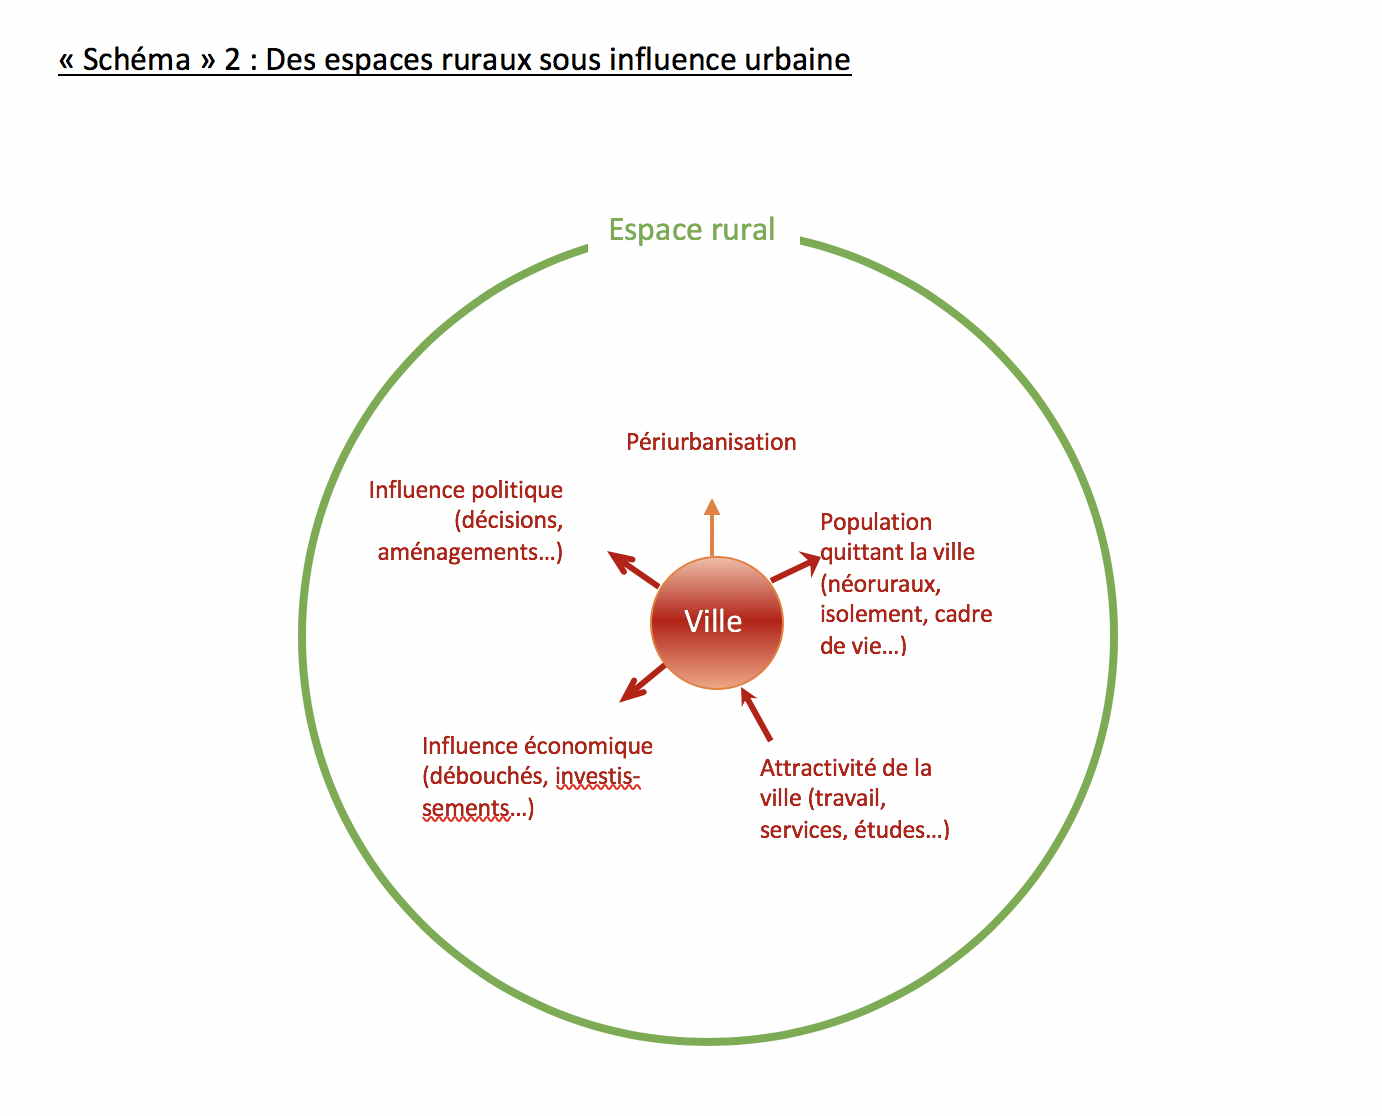 « Schéma » 2 : Des espaces ruraux sous influence urbaine
Espace rural
Périurbanisation
Influence politique
(décisions,
aménagements...)
Population
quittant la ville
(néoruraux,
isolement, cadre
de vie...)
Ville
Influence économique
(débouchés, investis-
sements...)
Attractivité de la
ville (travail,
services, études...)